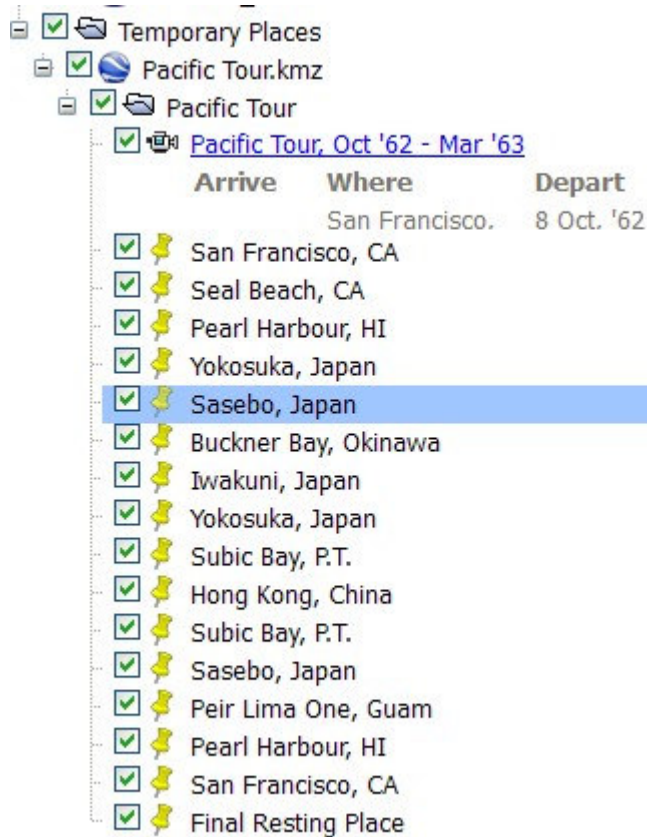 Temporary Places
Pacific Tour.kmz
Pacific Tour
Pacific Tour, Oct '62 - Mar '63
Arrive Where Depart
San Francisco. 8 Oct. '62
San Francisco, CA
Seal Beach, CA
Pearl Harbour, HI
Yokosuka, Japan
Sasebo, Japan
Buckner Bay, Okinawa
Iwakuni, Japan
Yokosuka, Japan
Subic Bay, P.T.
Hong Kong, China
Subic Bay, P.T.
Sasebo, Japan
Peir Lima One, Guam
Pearl Harbour, HI
San Francisco, CA
Final Resting Place